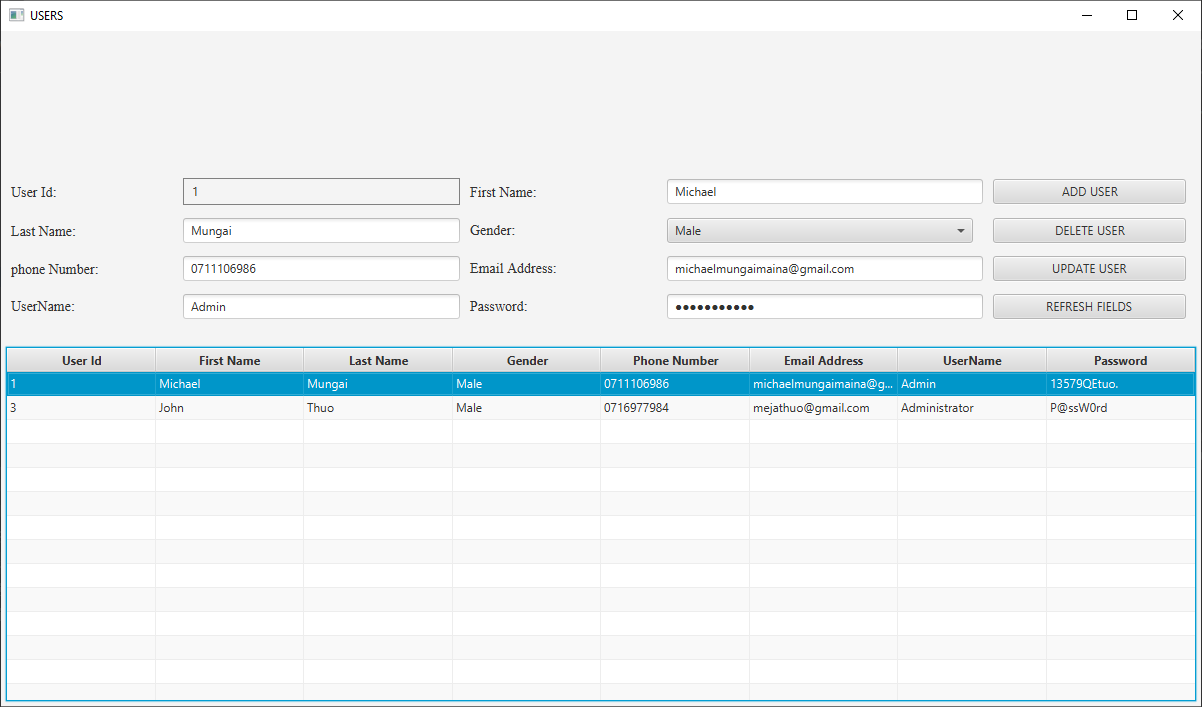 USERS
User Id: 1 First Name: Michael ADD USER
Last Name: Mungai Gender: Male DELETE USER
phone Number: 0711106986 Email Address: michaelmungaimaina@gmail.com UPDATE USER
UserName: Admin Password: ●●●●●●●●●●● REFRESH FIELDS
User Id First Name Last Name Gender Phone Number Email Address UserName Password
1 Michael Mungai Male 0711106986 michaelmungaimaina@g... Admin 13579QEtuo.
3 John Thuo Male 0716977984 mejathuo@gmail.com Administrator P@ssW0rd